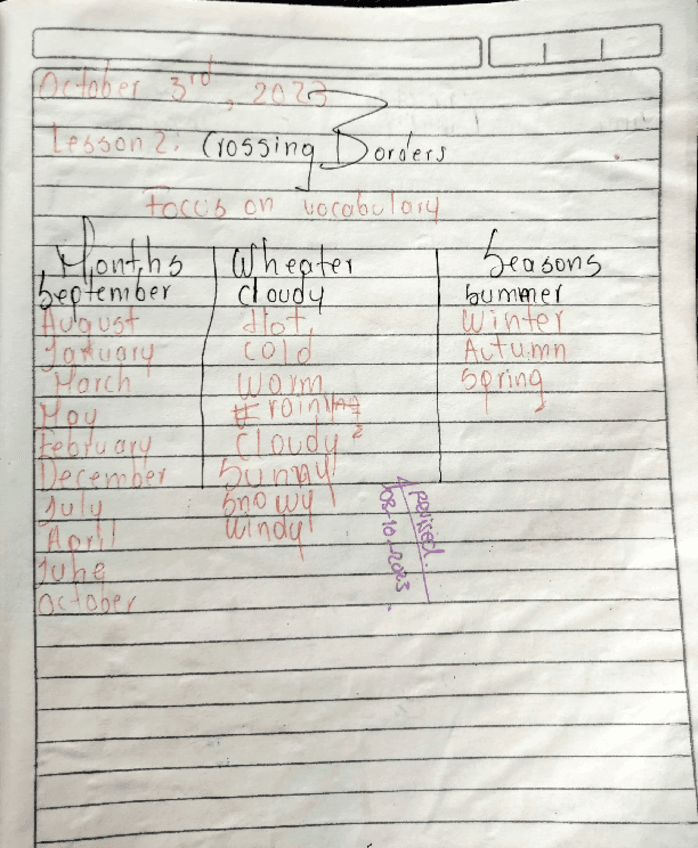 October 3rd, 2023
Lesson 2: Crossing Borders
Focus on vocabulary
Months Wheater Seasons
September cloudy Summer
August Hot Winter
January cold Autumn
March Warm Spring
May rain
February cloudy
December Sunny
July Snowy
April Windy
June
October
revised.
03-10-2023.